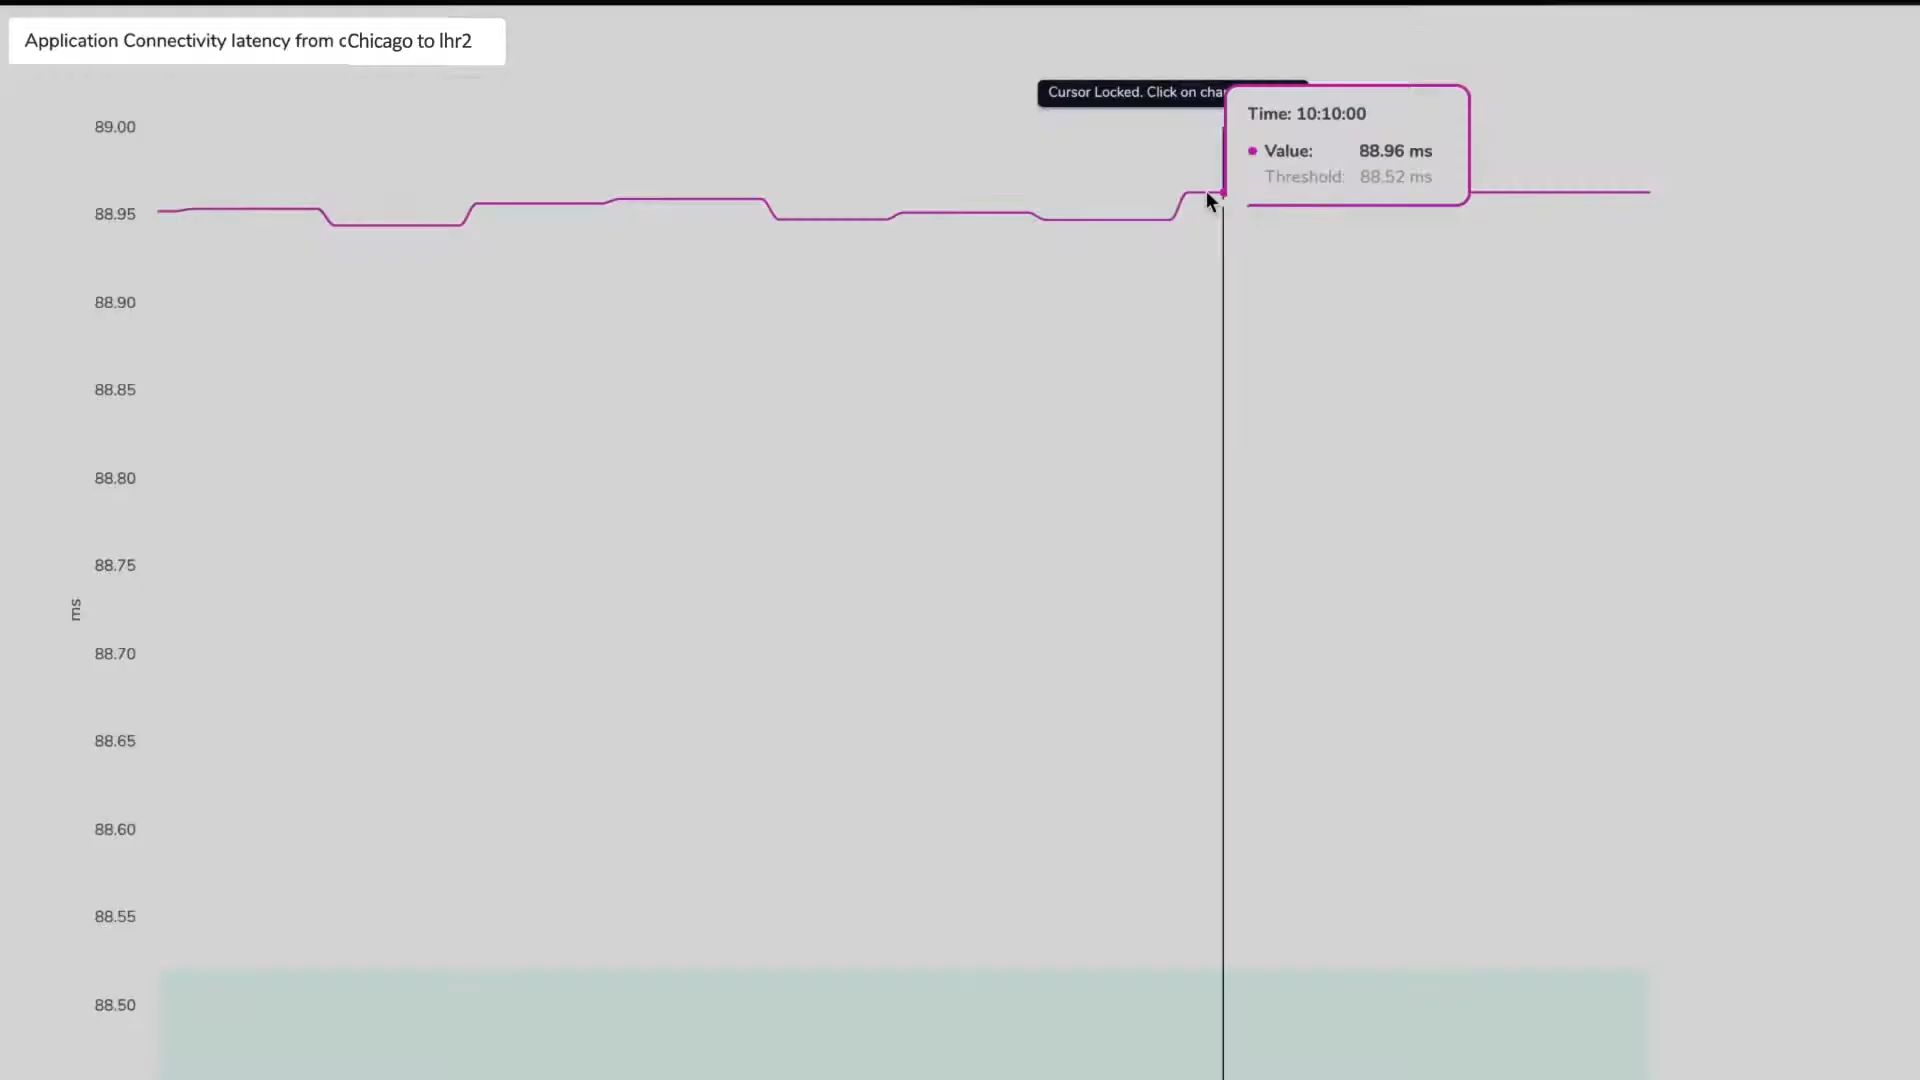 Application Connectivity latency from cChicago to lhr2
Cursor Locked. Click on
Time: 10:10:00
Value: 88.96 ms
Threshold: 88.52 ms
89.00
88.95
88.90
88.85
88.80
88.75
ms
88.70
88.65
88.60
88.55
88.50